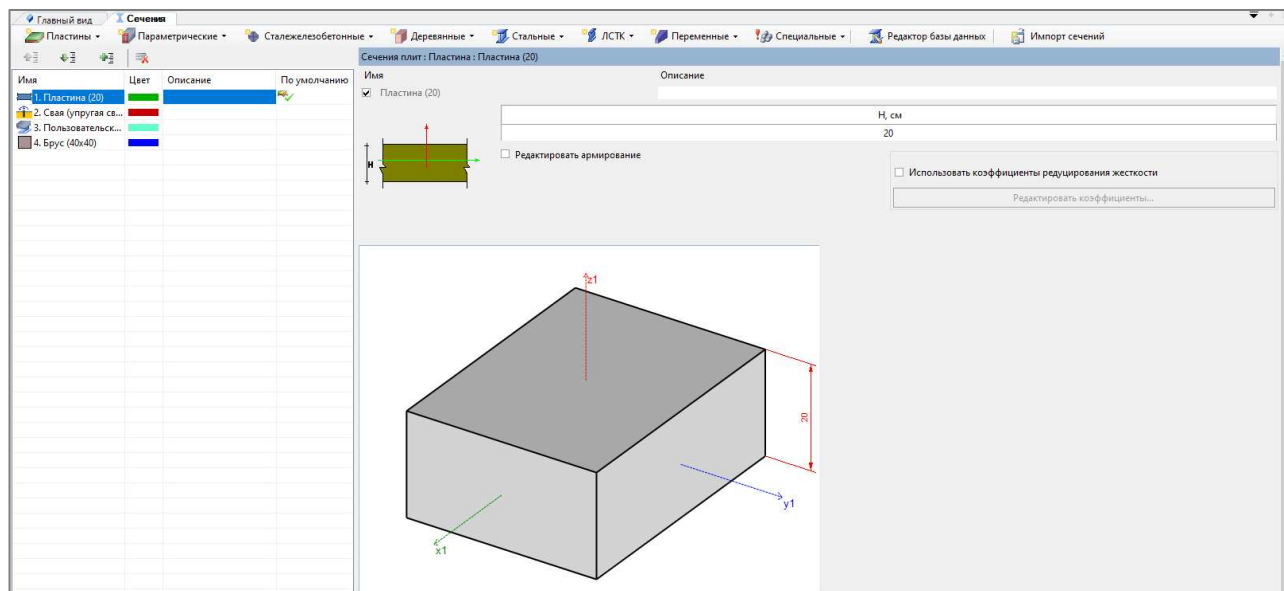 Главный вид Сечения
Пластины Параметрические Сталежелезобетонные Деревянные Стальные ЛСТК Переменные Специальные Редактор базы данных Импорт сечений
Сечения плит : Пластина : Пластина (20)
Имя Цвет Описание По умолчанию
1. Пластина (20)
2. Свая (упругая св...
3. Пользовательск...
4. Брус (40x40)
Имя Описание
Пластина (20)
H, см
20
H
Редактировать армирование
Использовать коэффициенты редуцирования жесткости
Редактировать коэффициенты...
z1
20
y1
x1